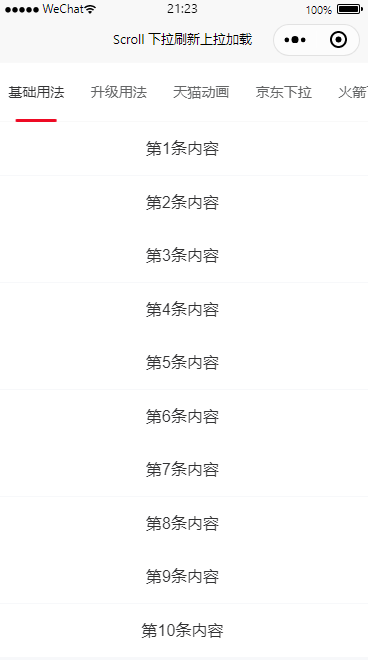 WeChat 21:23 100%
Scroll 下拉刷新上拉加载
基础用法 升级用法 天猫动画 京东下拉 火箭
第1条内容
第2条内容
第3条内容
第4条内容
第5条内容
第6条内容
第7条内容
第8条内容
第9条内容
第10条内容